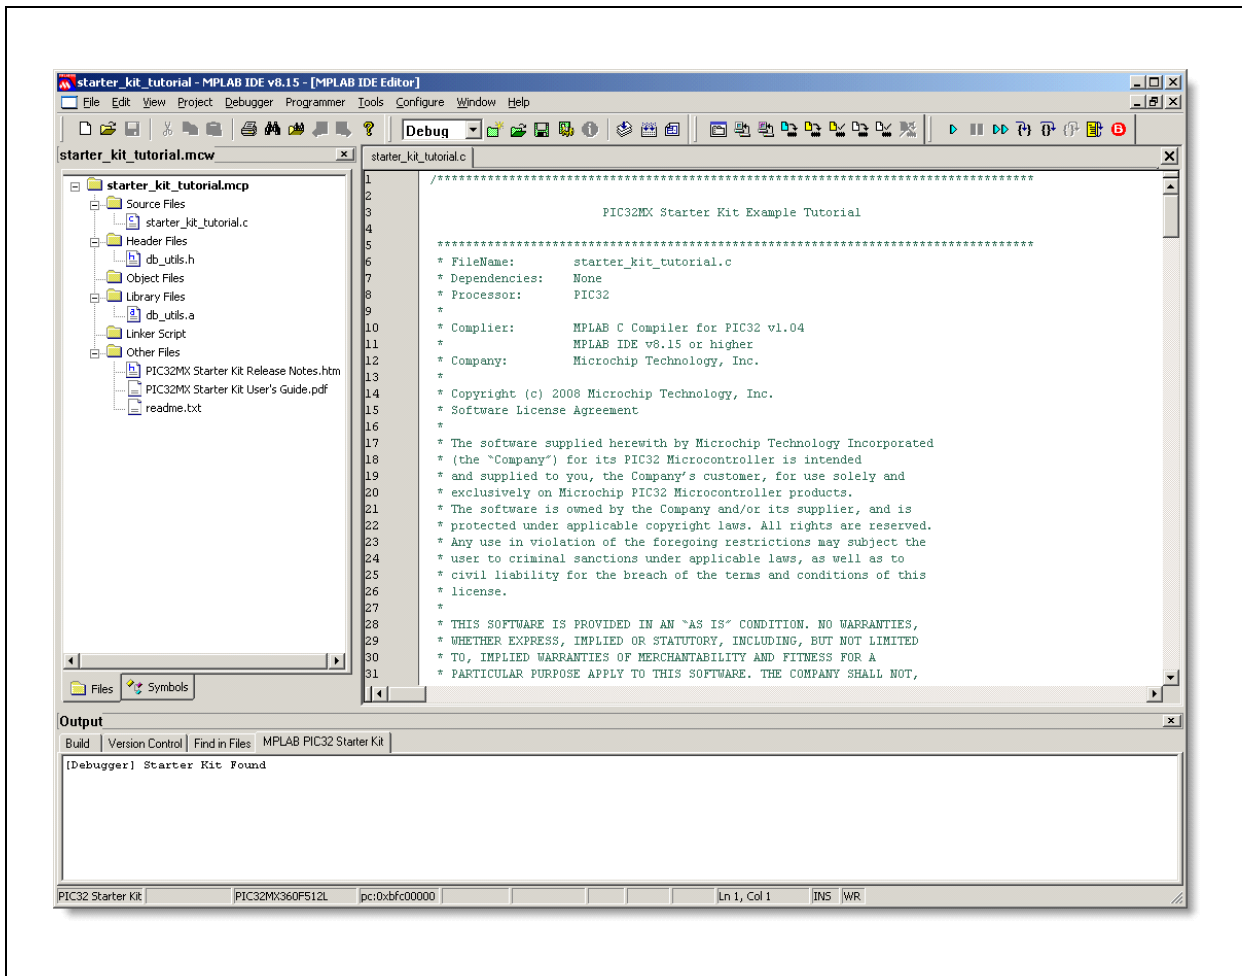 starter_kit_tutorial - MPLAB IDE v8.15 - [MPLAB IDE Editor]
File Edit View Project Debugger Programmer Tools Configure Window Help
Debug
starter_kit_tutorial.mcw
starter_kit_tutorial.mcp
Source Files
starter_kit_tutorial.c
Header Files
db_utils.h
Object Files
Library Files
db_utils.a
Linker Script
Other Files
PIC32MX Starter Kit Release Notes.htm
PIC32MX Starter Kit User's Guide.pdf
readme.txt
Files Symbols
starter_kit_tutorial.c
1 /***********************************************************************************
2
3 PIC32MX Starter Kit Example Tutorial
4
5 ***********************************************************************************
6 * FileName: starter_kit_tutorial.c
7 * Dependencies: None
8 * Processor: PIC32
9 *
10 * Complier: MPLAB C Compiler for PIC32 v1.04
11 * MPLAB IDE v8.15 or higher
12 * Company: Microchip Technology, Inc.
13 *
14 * Copyright (c) 2008 Microchip Technology, Inc.
15 * Software License Agreement
16 *
17 * The software supplied herewith by Microchip Technology Incorporated
18 * (the “Company”) for its PIC32 Microcontroller is intended
19 * and supplied to you, the Company’s customer, for use solely and
20 * exclusively on Microchip PIC32 Microcontroller products.
21 * The software is owned by the Company and/or its supplier, and is
22 * protected under applicable copyright laws. All rights are reserved.
23 * Any use in violation of the foregoing restrictions may subject the
24 * user to criminal sanctions under applicable laws, as well as to
25 * civil liability for the breach of the terms and conditions of this
26 * license.
27 *
28 * THIS SOFTWARE IS PROVIDED IN AN “AS IS” CONDITION. NO WARRANTIES,
29 * WHETHER EXPRESS, IMPLIED OR STATUTORY, INCLUDING, BUT NOT LIMITED
30 * TO, IMPLIED WARRANTIES OF MERCHANTABILITY AND FITNESS FOR A
31 * PARTICULAR PURPOSE APPLY TO THIS SOFTWARE. THE COMPANY SHALL NOT,
Output
Build Version Control Find in Files MPLAB PIC32 Starter Kit
[Debugger] Starter Kit Found
PIC32 Starter Kit PIC32MX360F512L pc:0xbfc00000 Ln 1, Col 1 INS WR